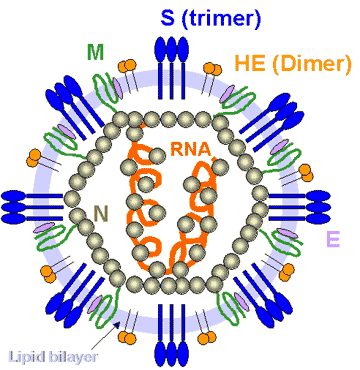 S (trimer)
M
HE (Dimer)
RNA
N
E
Lipid bilayer